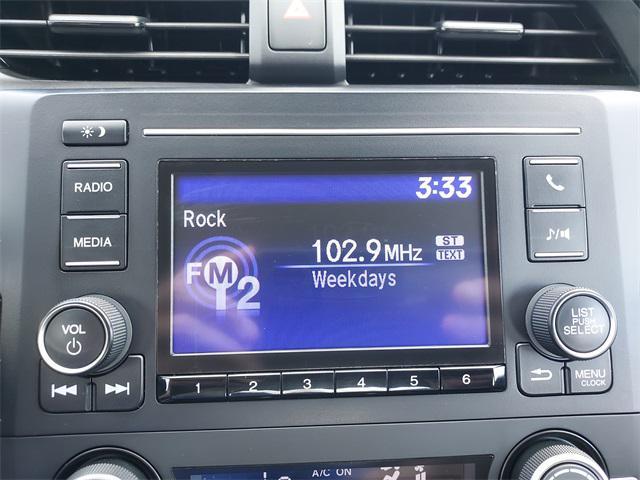 RADIO
MEDIA
VOL
3:33
Rock
102.9MHz
ST
TEXT
FM
2
Weekdays
LIST
PUSH
SELECT
MENU
CLOCK
1 2 3 4 5 6
A/C ON